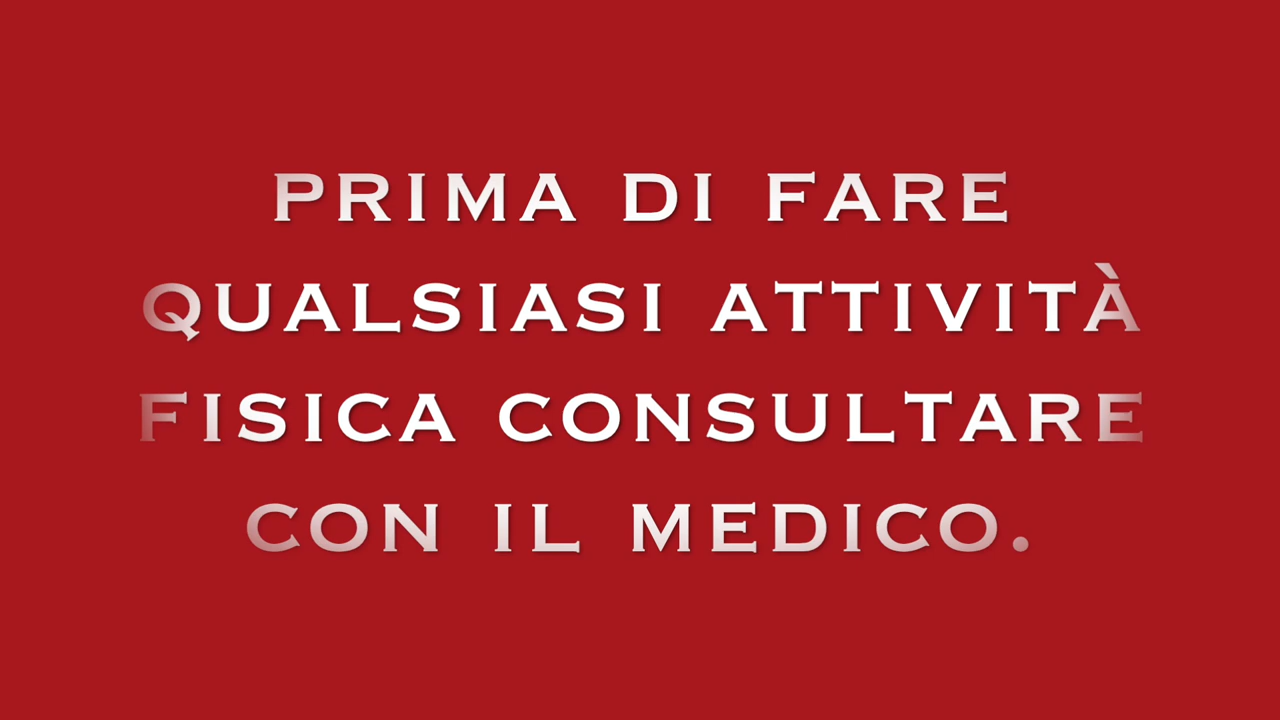 PRIMA DI FARE
QUALSIASI ATTIVITÀ
FISICA CONSULTARE
CON IL MEDICO.